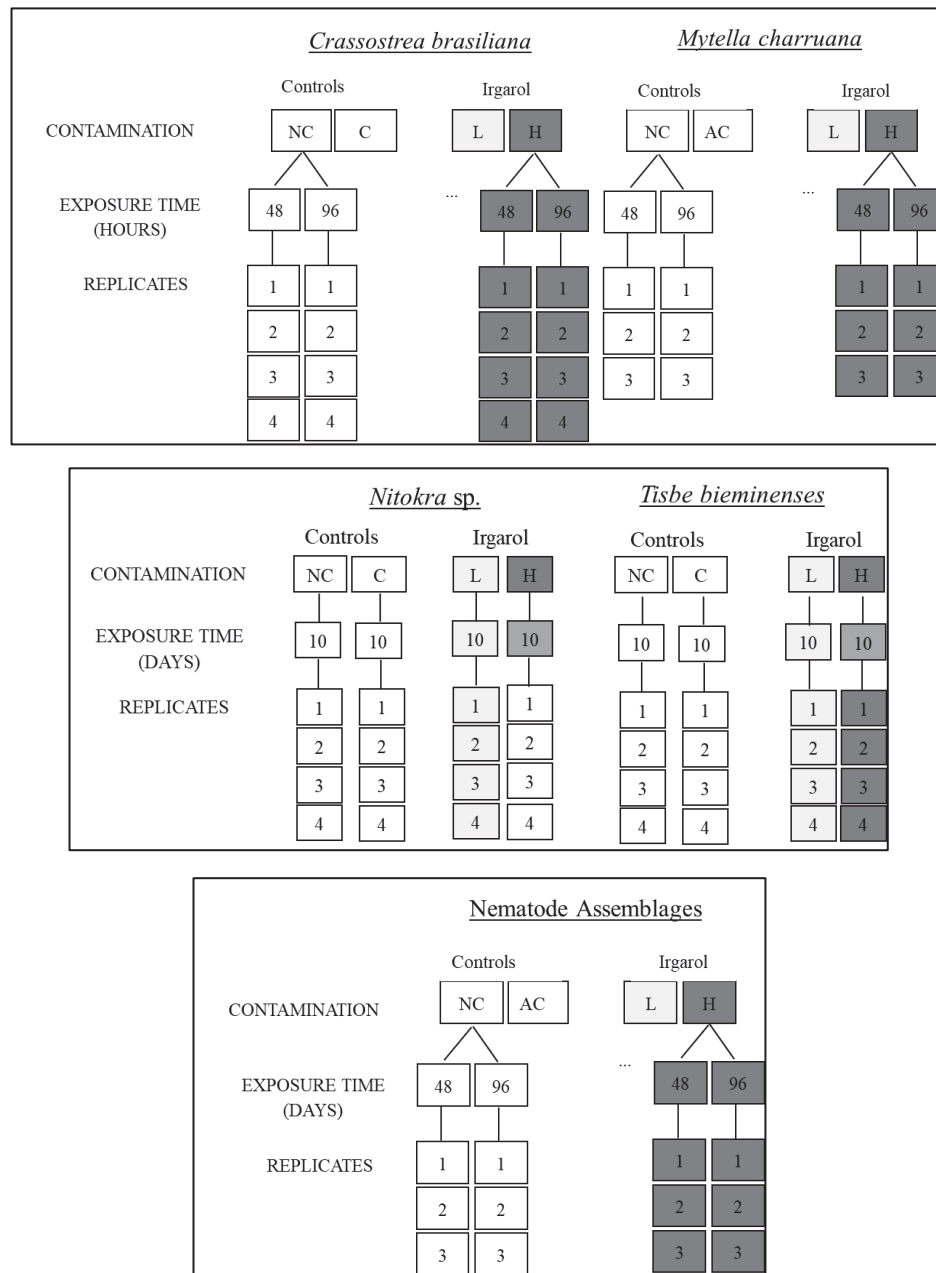 Crassostrea brasiliana Mytella charruana
Controls Irgarol Controls Irgarol
CONTAMINATION NC C L H NC AC L H
EXPOSURE TIME (HOURS) 48 96 ... 48 96 48 96 ... 48 96
REPLICATES 1 1 1 1 1 1 1 1
2 2 2 2 2 2 2 2
3 3 3 3 3 3 3 3
4 4 4 4
Nitokra sp. Tisbe bieminenses
Controls Irgarol Controls Irgarol
CONTAMINATION NC C L H NC C L H
EXPOSURE TIME (DAYS) 10 10 10 10 10 10 10 10
REPLICATES 1 1 1 1 1 1 1 1
2 2 2 2 2 2 2 2
3 3 3 3 3 3 3 3
4 4 4 4 4 4 4 4
Nematode Assemblages
Controls Irgarol
CONTAMINATION NC AC L H
EXPOSURE TIME (DAYS) 48 96 ... 48 96
REPLICATES 1 1 1 1
2 2 2 2
3 3 3 3